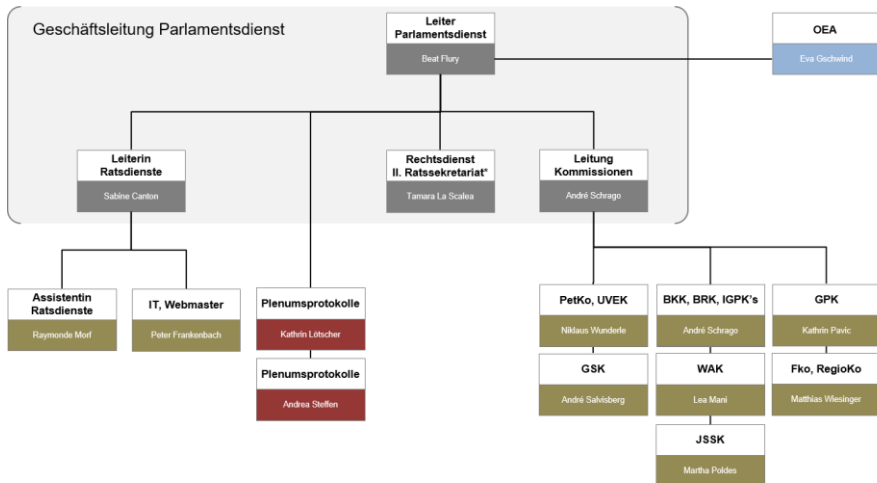 Geschäftsleitung Parlamentsdienst
Leiter
Parlamentsdienst
Beat Flury
OEA
Eva Gschwind
Leiterin
Ratsdienste
Sabine Canton
Rechtsdienst
II. Ratssekretariat*
Tamara La Scalea
Leitung
Kommissionen
André Schrago
Assistentin
Ratsdienste
Raymonde Morf
IT, Webmaster
Peter Frankenbach
Plenumsprotokolle
Kathrin Lötscher
Plenumsprotokolle
Andrea Steffen
PetKo, UVEK
Niklaus Wunderle
BKK, BRK, IGPK's
André Schrago
GPK
Kathrin Pavic
GSK
André Salvisberg
WAK
Lea Mani
Fko, RegioKo
Matthias Wiesinger
JSSK
Martha Poldes